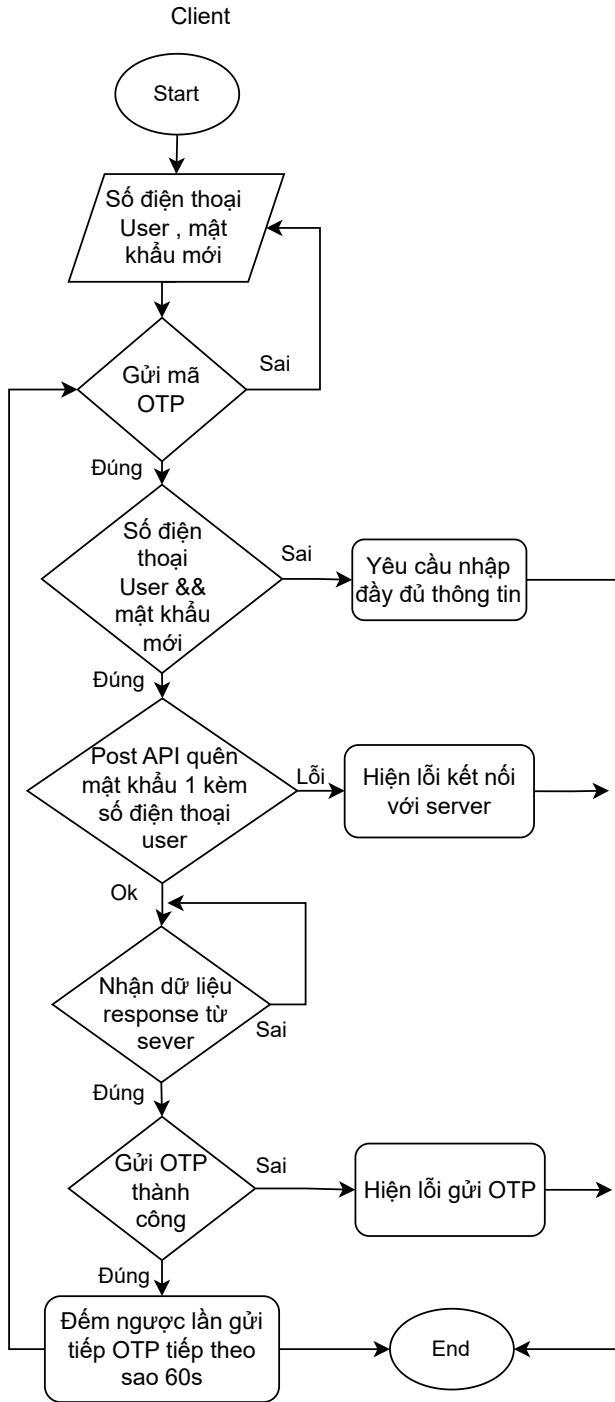 Client
Start
Số điện thoại
User , mật
khẩu mới
Sai
Gửi mã
OTP
Đúng
Số điện
thoại
User &&
mật khẩu
mới
Sai
Yêu cầu nhập
đầy đủ thông tin
Đúng
Post API quên
mật khẩu 1 kèm
số điện thoại
user
Lỗi
Hiện lỗi kết nối
với server
Ok
Nhận dữ liệu
response từ
sever
Sai
Đúng
Gửi OTP
thành
công
Sai
Hiện lỗi gửi OTP
Đúng
Đếm ngược lần gửi
tiếp OTP tiếp theo
sao 60s
End